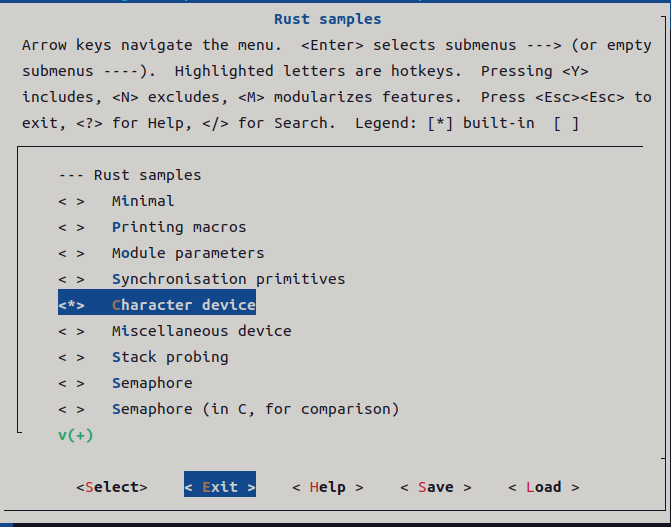 Rust samples
Arrow keys navigate the menu.  <Enter> selects submenus ---> (or empty
submenus ----).  Highlighted letters are hotkeys.  Pressing <Y>
includes, <N> excludes, <M> modularizes features.  Press <Esc><Esc> to
exit, <?> for Help, </> for Search.  Legend: [*] built-in  [ ]
--- Rust samples
< >   Minimal
< >   Printing macros
< >   Module parameters
< >   Synchronisation primitives
<*>   Character device
< >   Miscellaneous device
< >   Stack probing
< >   Semaphore
< >   Semaphore (in C, for comparison)
v(+)
<Select>    < Exit >    < Help >    < Save >    < Load >